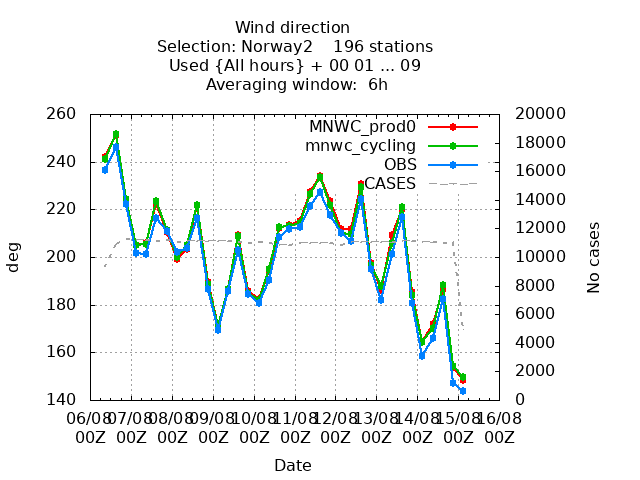 Wind direction
Selection: Norway2    196 stations
Used {All hours} + 00 01 ... 09
Averaging window:  6h
260
240
220
200
180
160
140
deg
20000
18000
16000
14000
12000
10000
8000
6000
4000
2000
0
No cases
MNWC_prod0
mnwc_cycling
OBS
CASES
06/08 07/08 08/08 09/08 10/08 11/08 12/08 13/08 14/08 15/08 16/08
00Z 00Z 00Z 00Z 00Z 00Z 00Z 00Z 00Z 00Z 00Z
Date